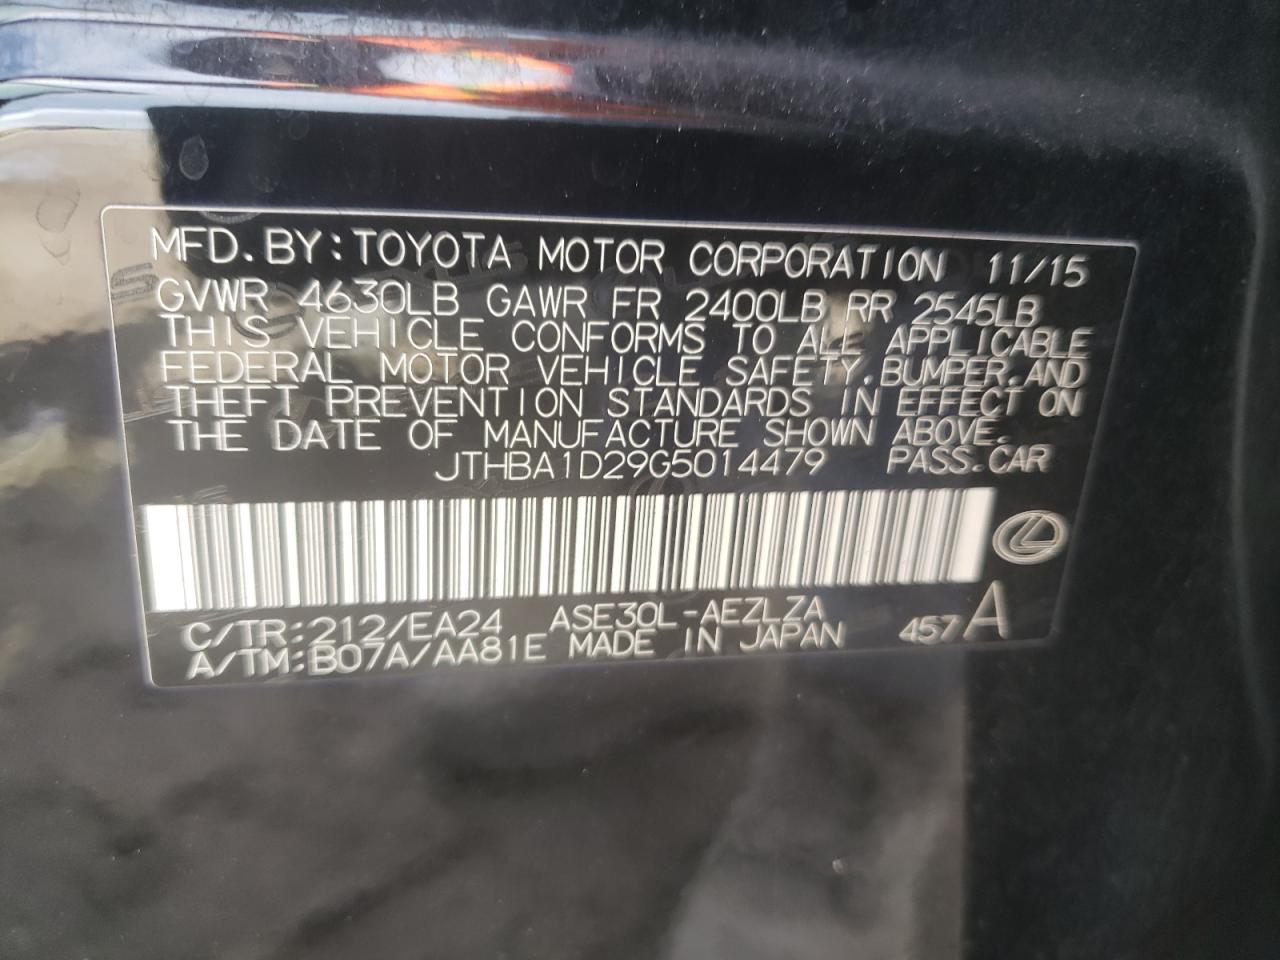 MFD. BY: TOYOTA MOTOR CORPORATION 11/15
GVWR 4630LB GAWR FR 2400LB RR 2545LB
THIS VEHICLE CONFORMS TO ALL APPLICABLE
FEDERAL MOTOR VEHICLE SAFETY, BUMPER, AND
THEFT PREVENTION STANDARDS IN EFFECT ON
THE DATE OF MANUFACTURE SHOWN ABOVE.
JTHBA1D29G5014479 PASS. CAR
C/TR: 212/EA24 ASE30L-AEZLZA 457 A
A/TM: B07A/AA81E MADE IN JAPAN